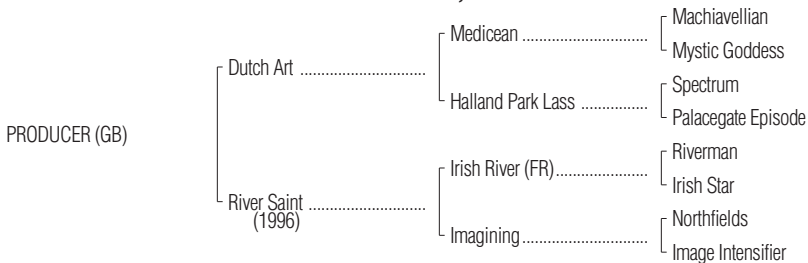 Machiavellian
Medicean ..............................
Mystic Goddess
Dutch Art ..............................
Spectrum
Halland Park Lass ................
Palacegate Episode
PRODUCER (GB)
Riverman
Irish River (FR)......................
Irish Star
River Saint ............................
(1996)
Northfields
Imagining..............................
Image Intensifier